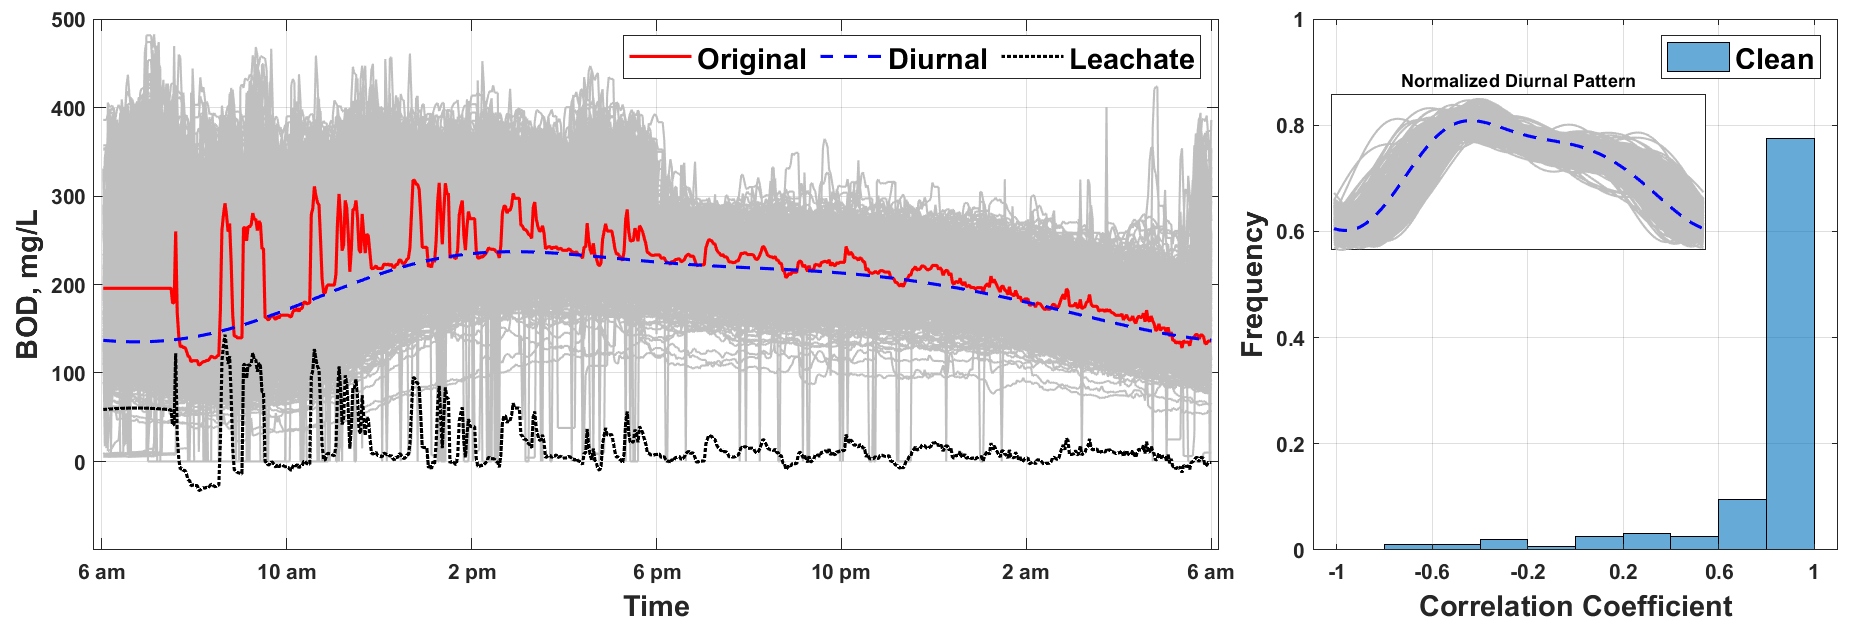 500
400
300
200
100
0
BOD, mg/L
Original
Diurnal
Leachate
6 am
10 am
2 pm
6 pm
10 pm
2 am
6 am
Time
1
0.8
0.6
0.4
0.2
0
Frequency
Clean
Normalized Diurnal Pattern
-1
-0.6
-0.2
0.2
0.6
1
Correlation Coefficient